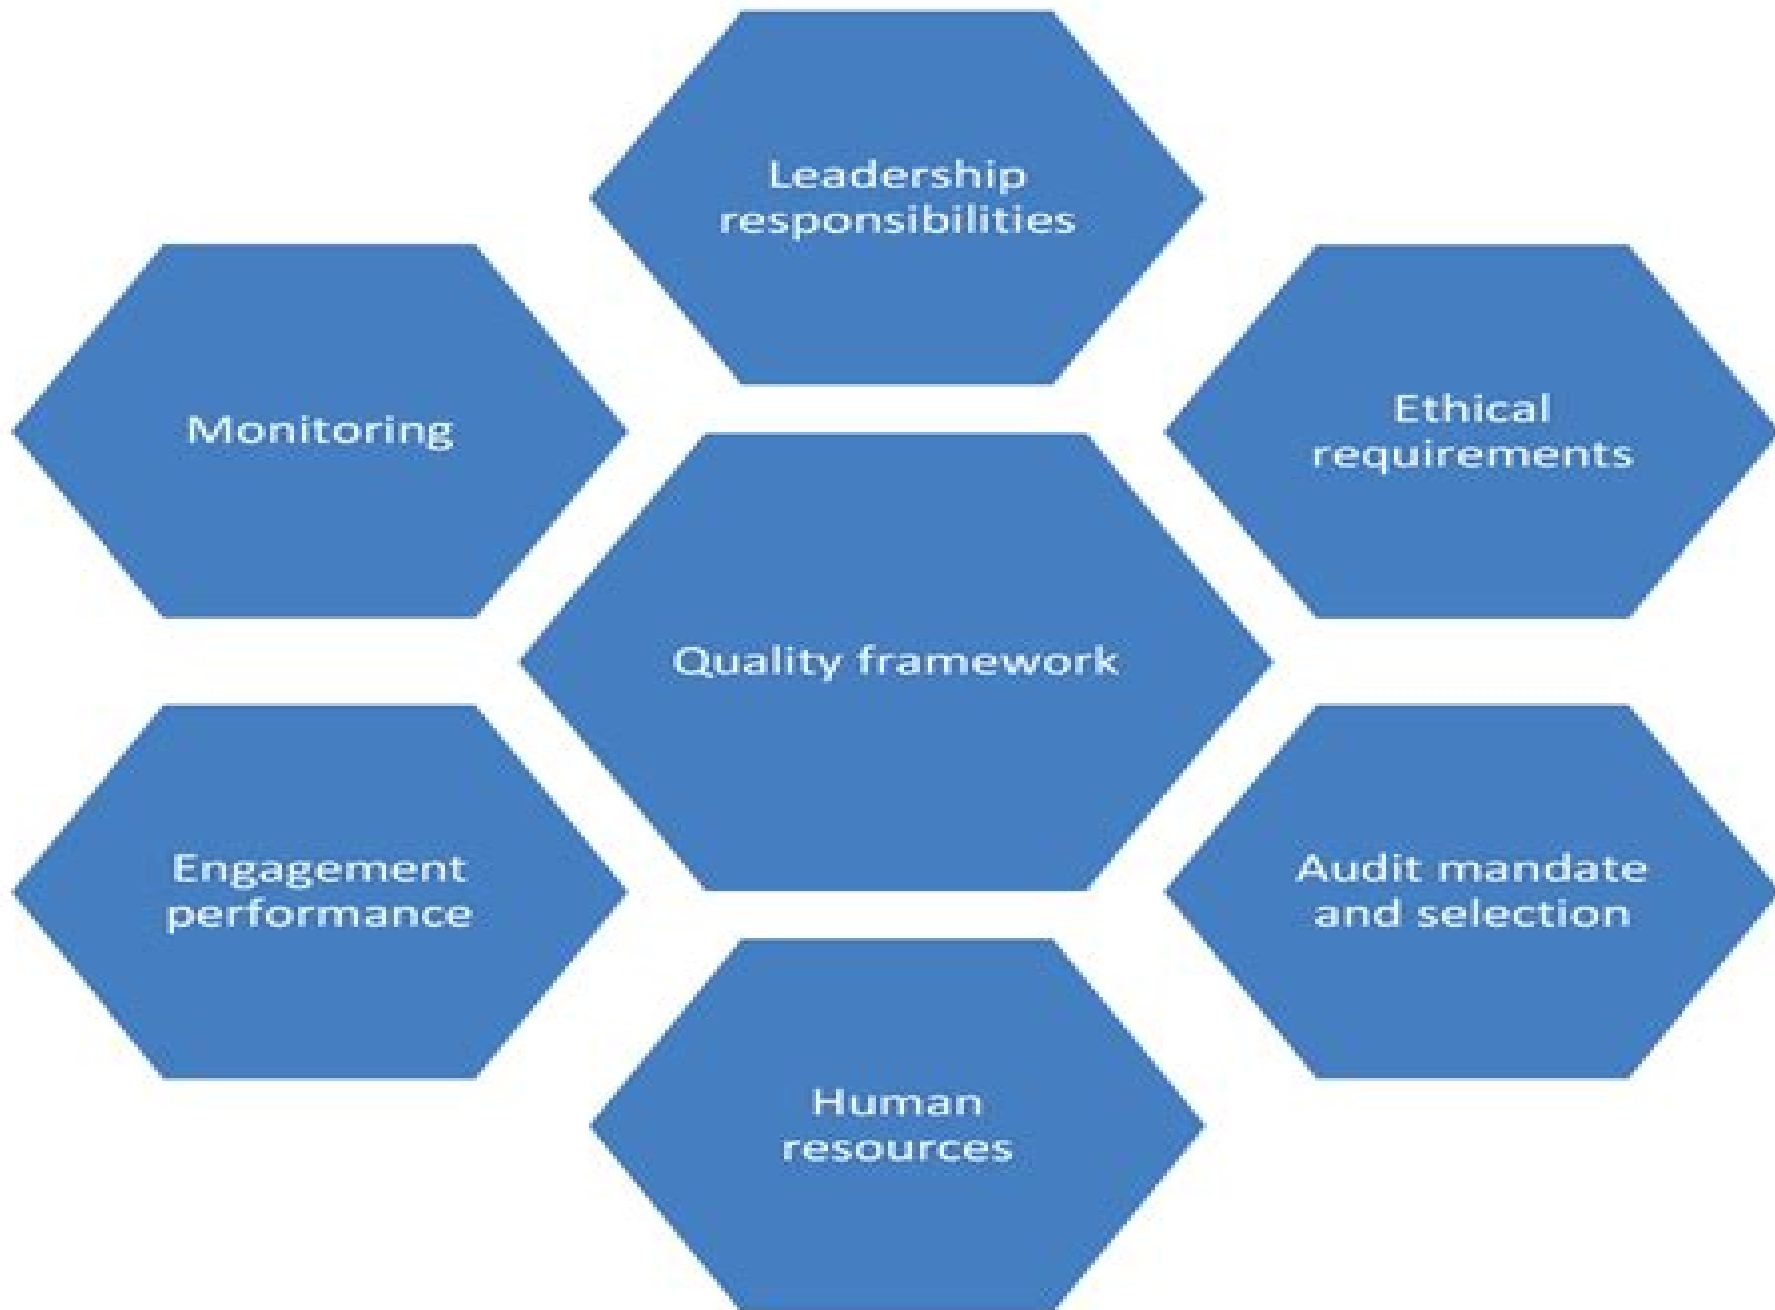 Leadership
responsibilities
Monitoring
Ethical
requirements
Quality framework
Engagement
performance
Audit mandate
and selection
Human
resources